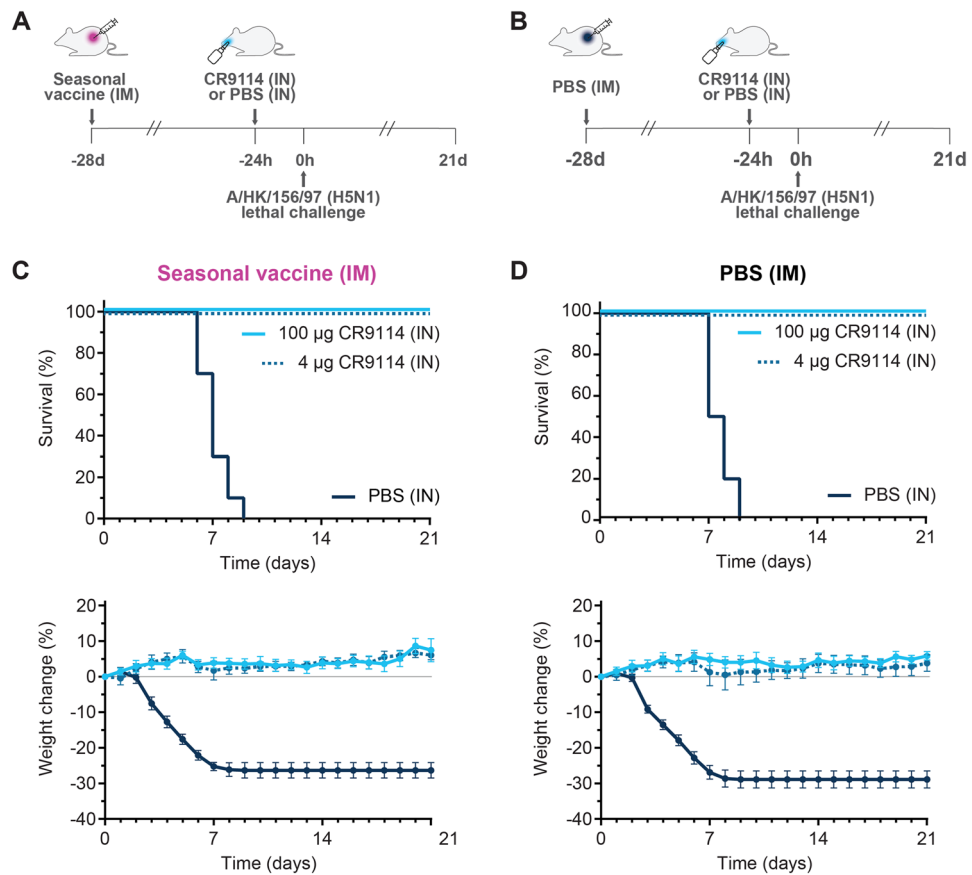 A
Seasonal
vaccine (IM)
CR9114 (IN)
or PBS (IN)
-28d
-24h
0h
21d
A/HK/156/97 (H5N1)
lethal challenge
B
PBS (IM)
CR9114 (IN)
or PBS (IN)
-28d
-24h
0h
21d
A/HK/156/97 (H5N1)
lethal challenge
C
Seasonal vaccine (IM)
Survival (%)
100
80
60
40
20
0
100 µg CR9114 (IN)
4 µg CR9114 (IN)
PBS (IN)
0
7
14
21
Time (days)
Weight change (%)
20
10
0
-10
-20
-30
-40
0
7
14
21
Time (days)
D
PBS (IM)
Survival (%)
100
80
60
40
20
0
100 µg CR9114 (IN)
4 µg CR9114 (IN)
PBS (IN)
0
7
14
21
Time (days)
Weight change (%)
20
10
0
-10
-20
-30
-40
0
7
14
21
Time (days)